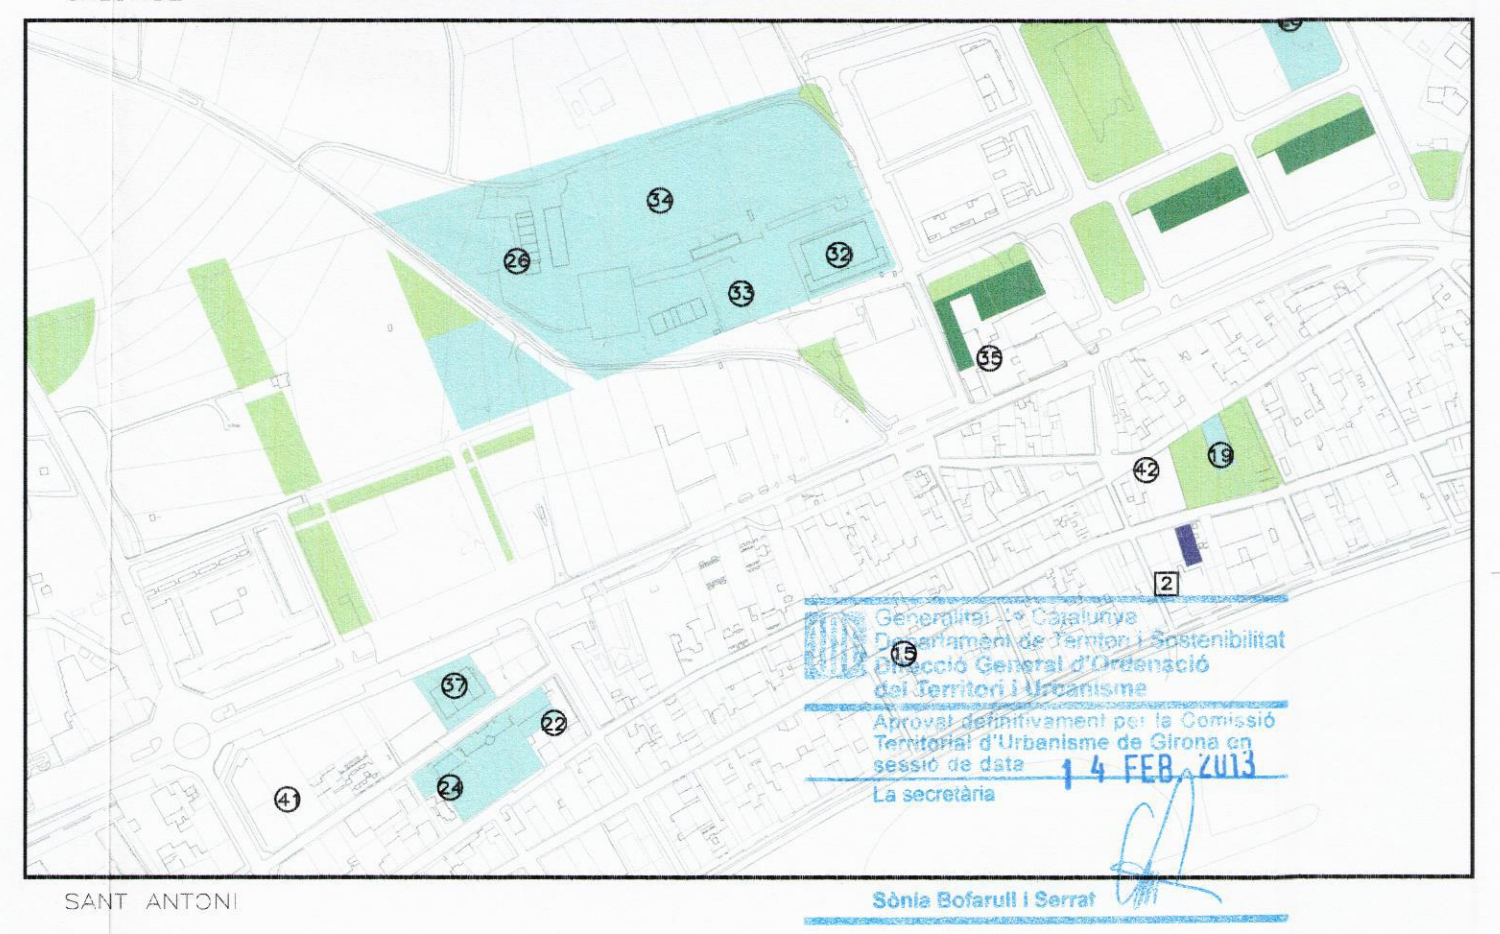 34
26
32
33
35
19
42
2
15
37
22
24
41
Generalitat de Catalunya
Departament de Territori i Sostenibilitat
Direcció General d'Ordenació
del Territori i Urbanisme
Aprovat definitivament per la Comissió
Territorial d'Urbanisme de Girona en
sessió de data 14 FEB. 2013
La secretària
SANT ANTONI
Sònia Bofarull i Serrat